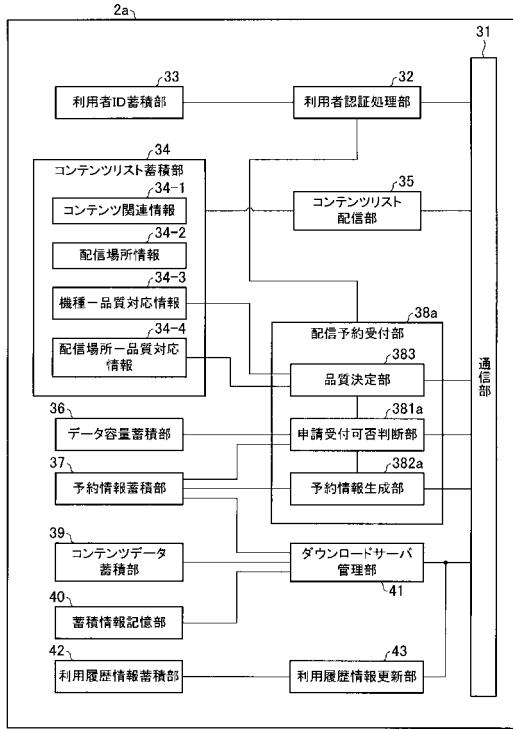 2a
31
33
利用者ID蓄積部
32
利用者認証処理部
34
コンテンツリスト蓄積部
34-1
コンテンツ関連情報
34-2
配信場所情報
34-3
機種ー品質対応情報
34-4
配信場所ー品質対応
情報
35
コンテンツリスト
配信部
38a
配信予約受付部
383
品質決定部
381a
申請受付可否判断部
382a
予約情報生成部
通信部
36
データ容量蓄積部
37
予約情報蓄積部
39
コンテンツデータ
蓄積部
40
蓄積情報記憶部
ダウンロードサーバ
管理部
41
42
利用履歴情報蓄積部
43
利用履歴情報更新部